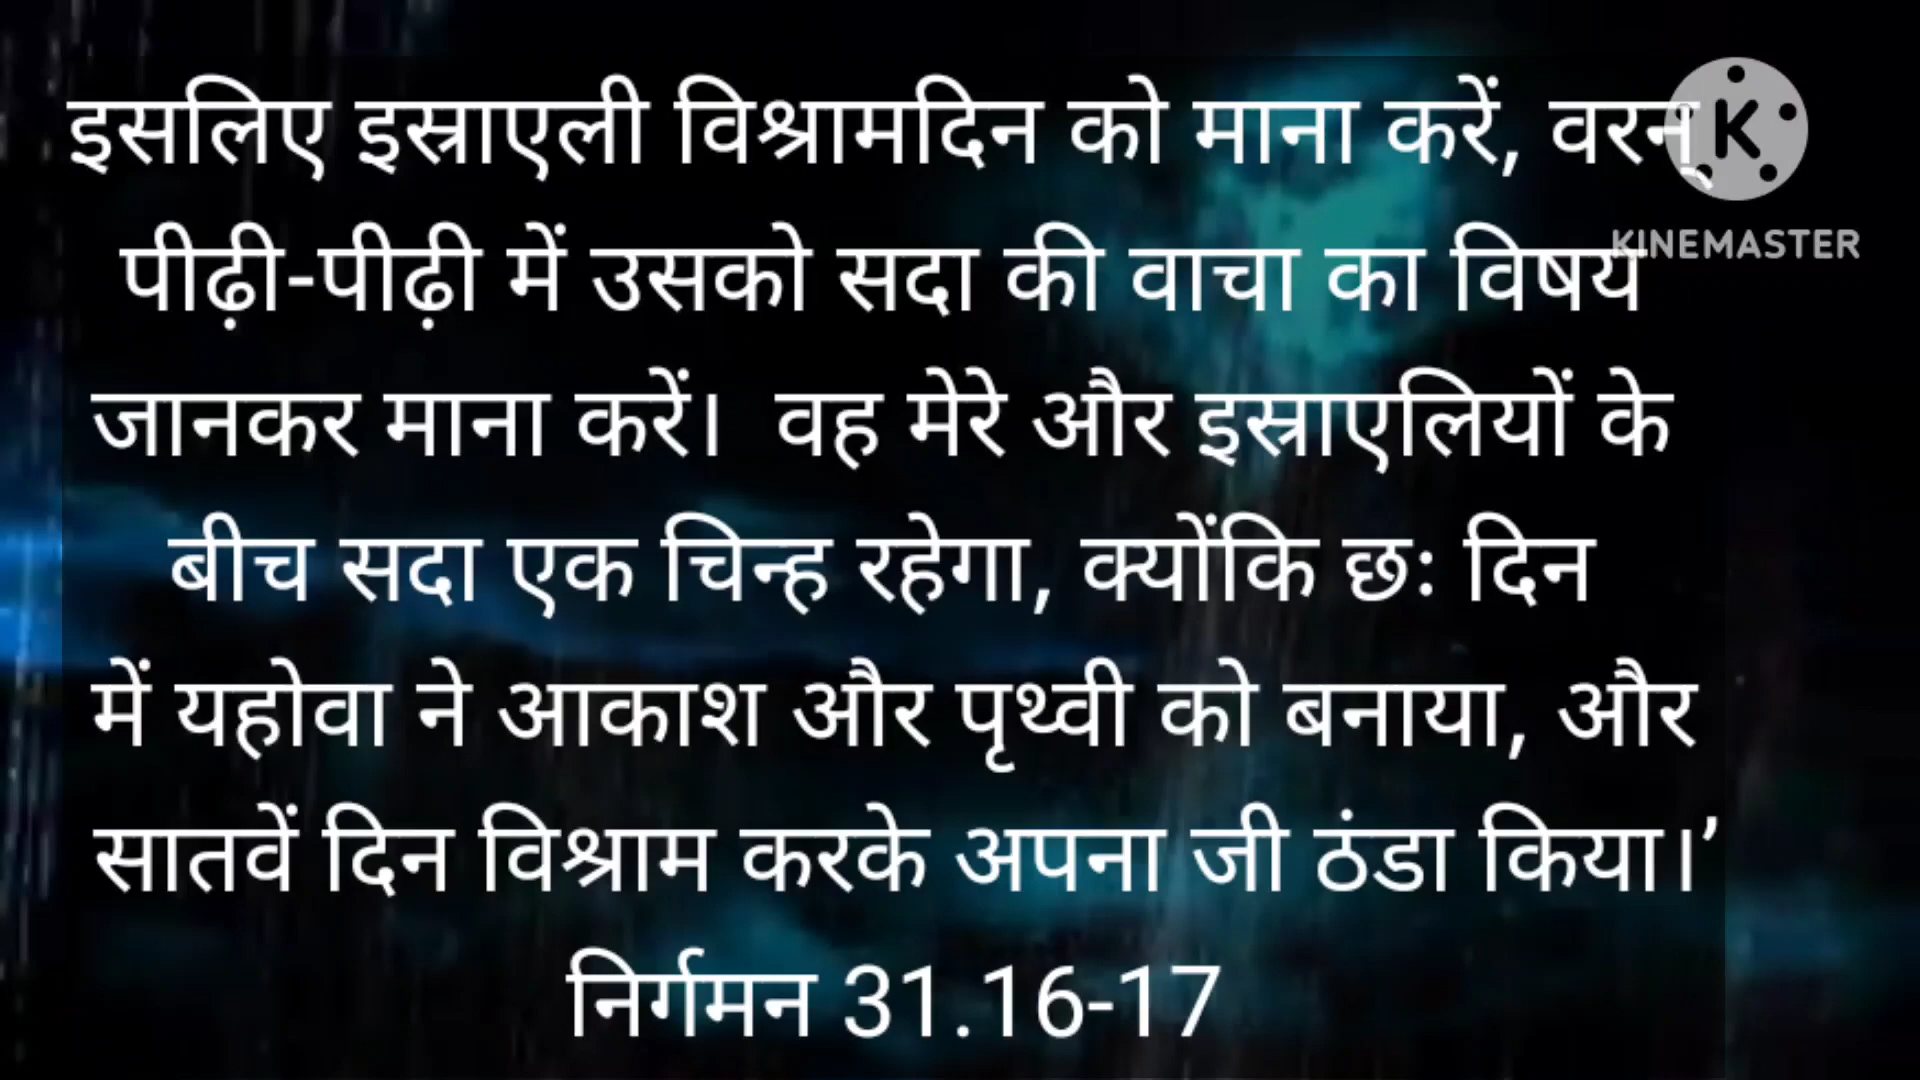 इसलिए इस्राएली विश्रामदिन को माना करें, वरन्
पीढ़ी-पीढ़ी में उसको सदा की वाचा का विषय
जानकर माना करें।  वह मेरे और इस्राएलियों के
बीच सदा एक चिन्ह रहेगा, क्योंकि छः दिन
में यहोवा ने आकाश और पृथ्वी को बनाया, और
सातवें दिन विश्राम करके अपना जी ठंडा किया।’
निर्गमन 31.16-17
K
KINEMASTER